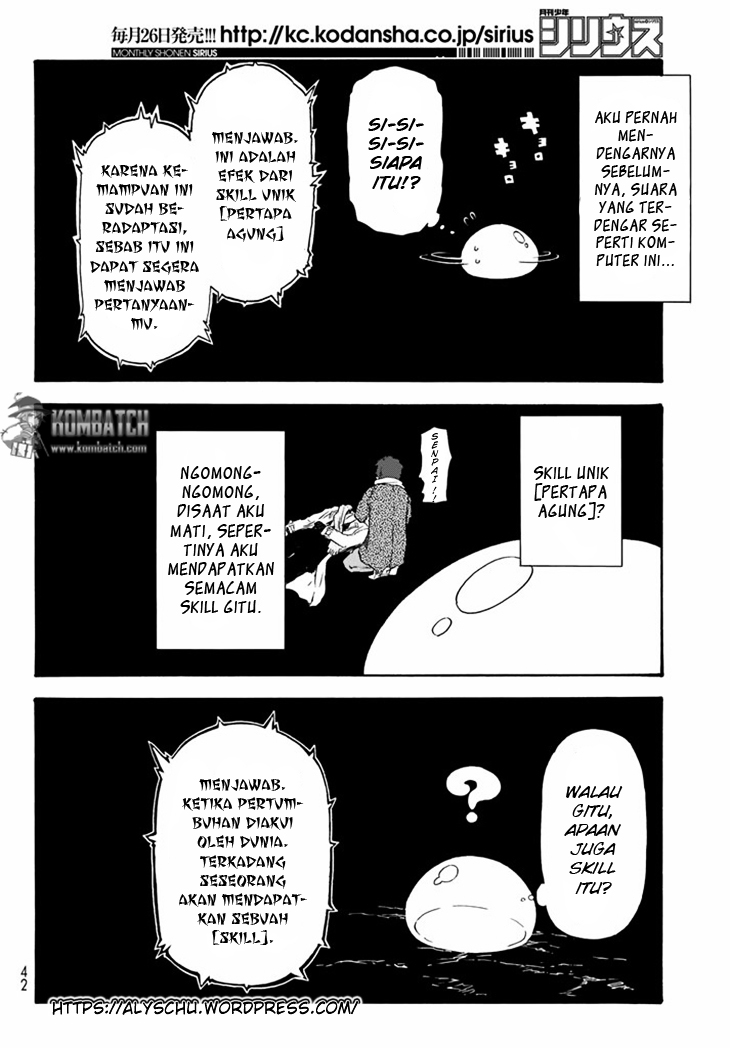 毎月26日発売!!! http://kc.kodansha.co.jp/sirius
MONTHLY SHONEN SIRIUS
月刊少年
シリウス
AKU PERNAH
MEN-
DENGARNYA
SEBELUM-
NYA, SUARA
YANG TER-
DENGAR SE-
PERTI KOM-
PUTER INI...
キョロ
キョロ
SI-SI-
SI-SI-
SIAPA
ITU!?
MENJAWAB.
INI ADALAH
EFEK DARI
SKILL UNIK
[PERTAPA
AGUNG]
KARENA KE-
MAMPUAN INI
SUDAH BE-
RADAPTASI,
SEBAB ITU INI
DAPAT SEGERA
MENJAWAB
PERTANYAAN-
MU.
KOMBATCH
www.kombatch.com
SKILL UNIK
[PERTAPA
AGUNG]?
SENPAI!!
NGOMONG-
NGOMONG,
DISAAT AKU
MATI, SEPER-
TINYA AKU
MENDAPATKAN
SEMACAM
SKILL GITU.
WALAU
GITU,
APAAN
JUGA
SKILL
ITU?
?
MENJAWAB.
KETIKA PERTUM-
BUHAN DIAKUI
OLEH DUNIA.
TERKADANG
SESEORANG
AKAN MENDAPAT-
KAN SEBUAH
[SKILL].
42
HTTPS://ALYSCHU.WORDPRESS.COM/